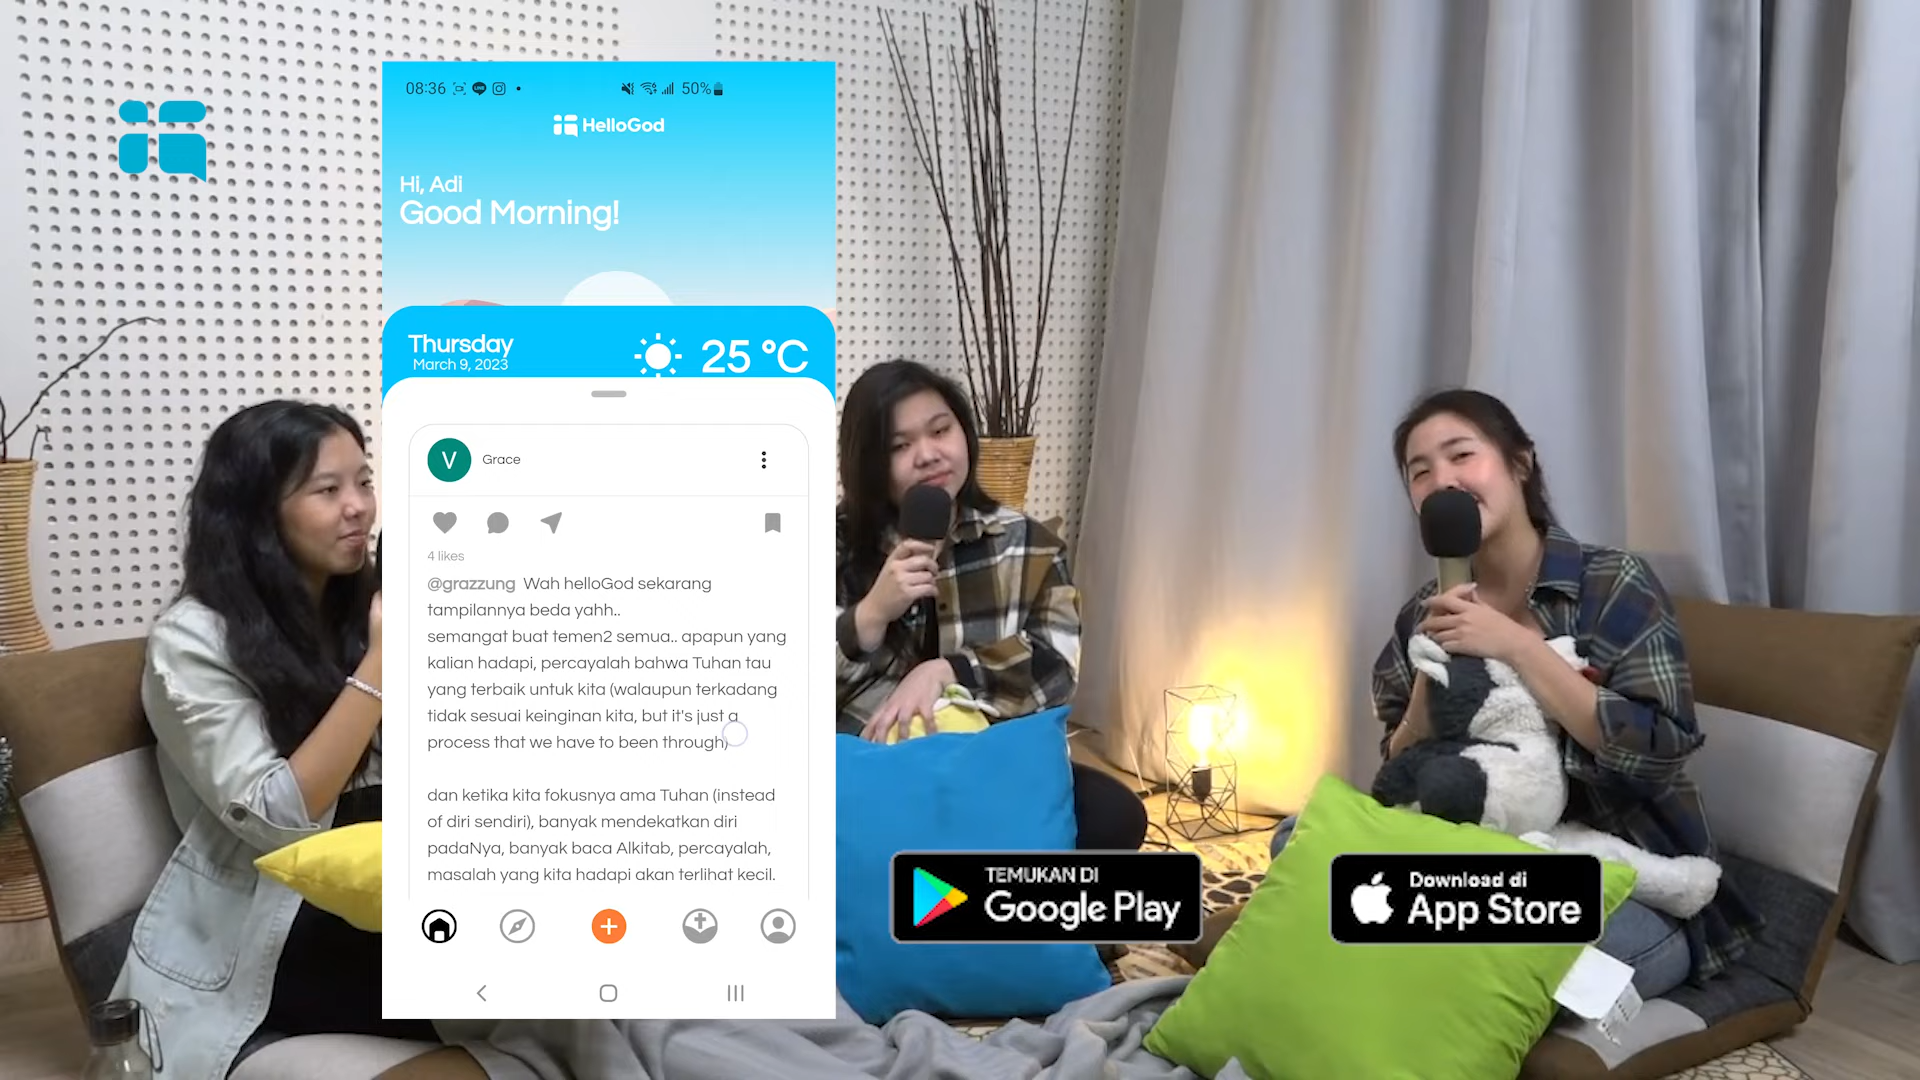 08:36
50%
HelloGod
Hi, Adi
Good Morning!
Thursday
March 9, 2023
25 °C
V
Grace
4 likes
@grazzung Wah helloGod sekarang
tampilannya beda yahh..
semangat buat temen2 semua.. apapun yang
kalian hadapi, percayalah bahwa Tuhan tau
yang terbaik untuk kita (walaupun terkadang
tidak sesuai keinginan kita, but it's just a
process that we have to been through)
dan ketika kita fokusnya ama Tuhan (instead
of diri sendiri), banyak mendekatkan diri
padaNya, banyak baca Alkitab, percayalah,
masalah yang kita hadapi akan terlihat kecil.
TEMUKAN DI
Google Play
Download di
App Store